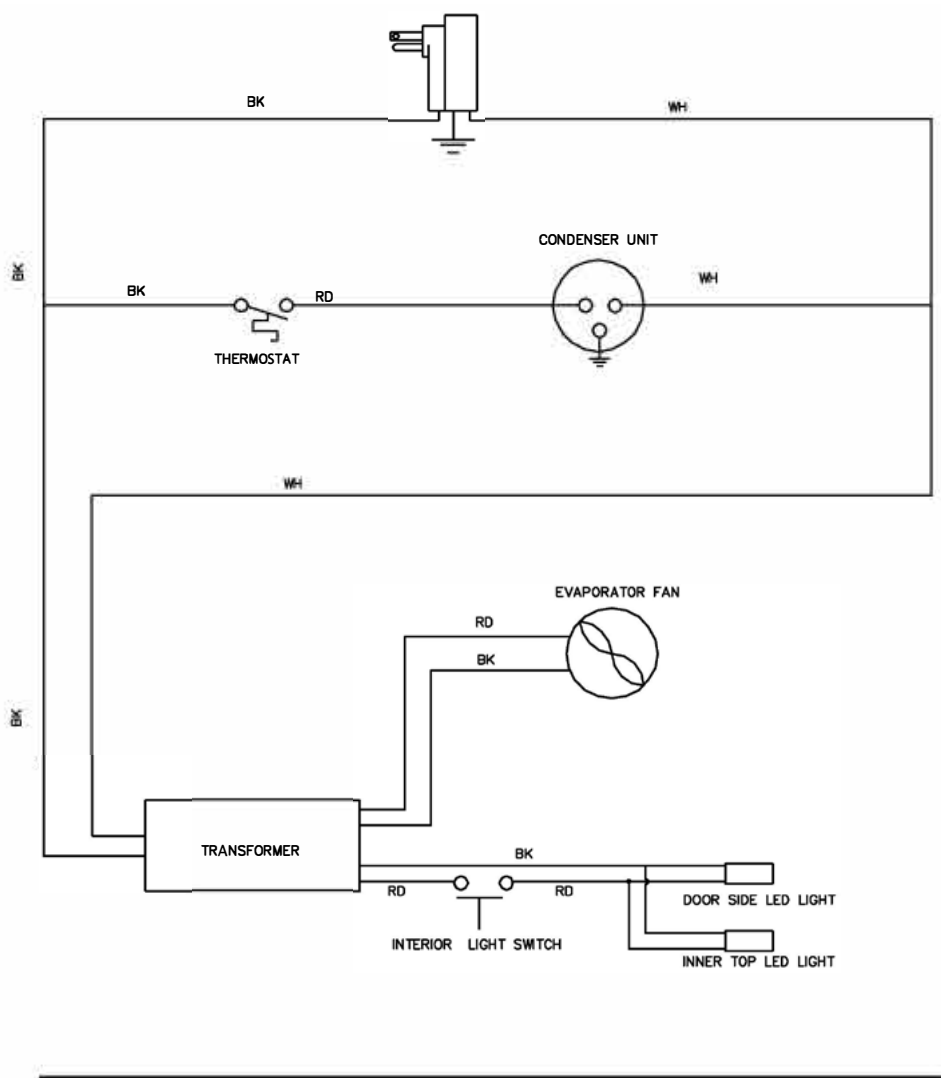 BK
WH
CONDENSER UNIT
BK
WH
BK
RD
THERMOSTAT
WH
EVAPORATOR FAN
RD
BK
BK
TRANSFORMER
BK
RD
RD
DOOR SIDE LED LIGHT
INTERIOR LIGHT SWITCH
INNER TOP LED LIGHT